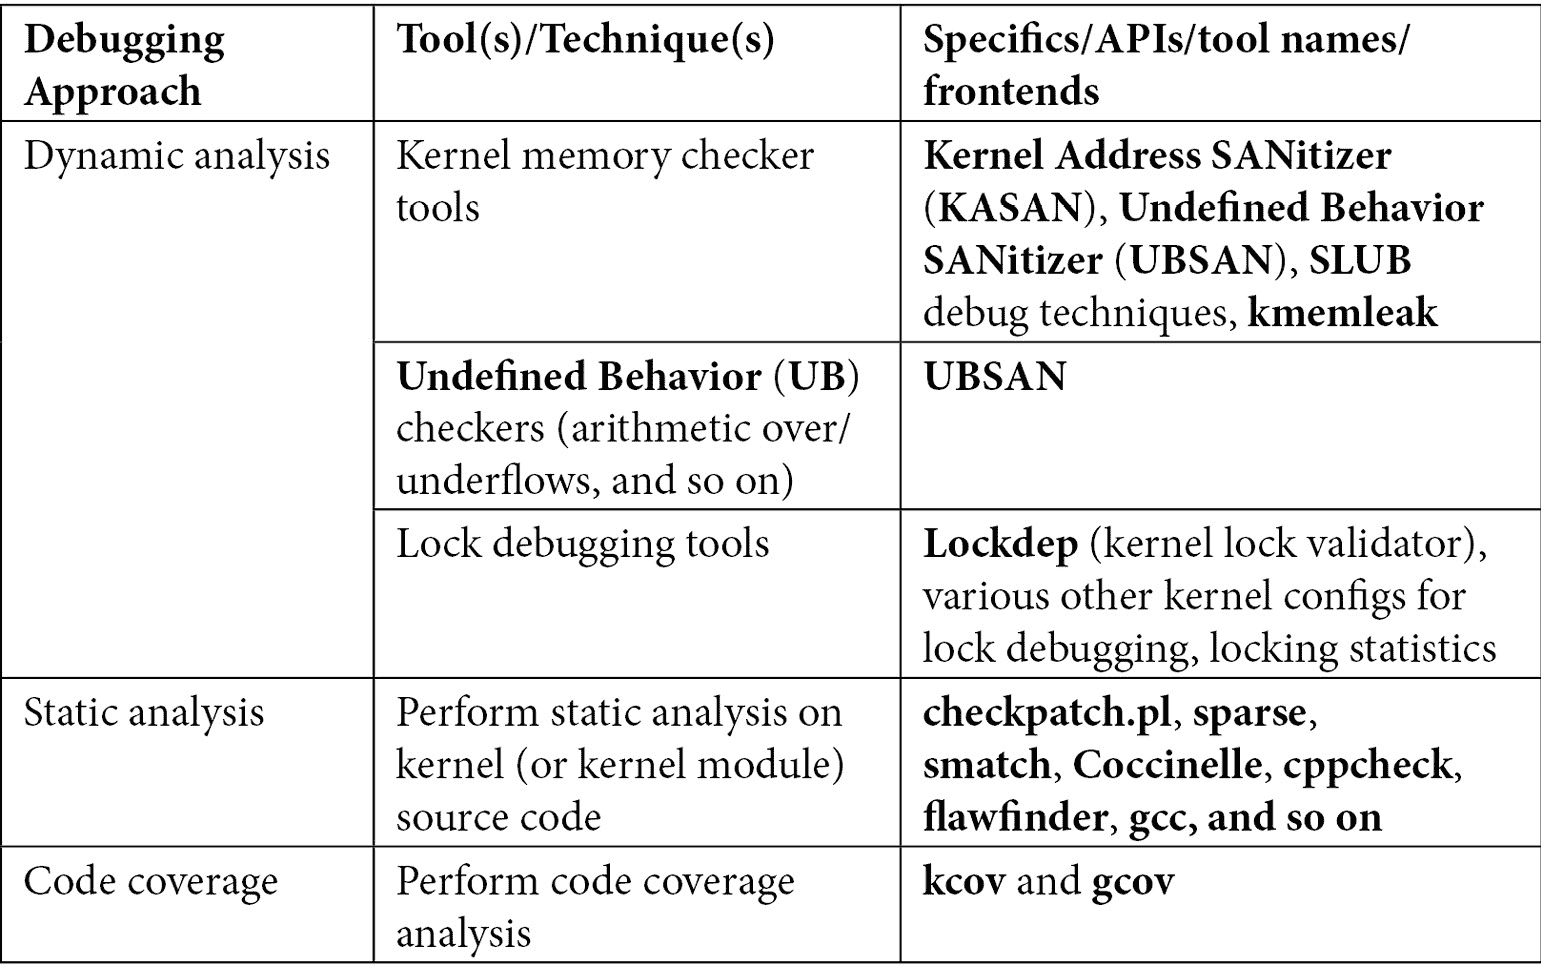 Debugging
Approach
Tool(s)/Technique(s)
Specifics/APIs/tool names/
frontends
Dynamic analysis
Kernel memory checker
tools
Kernel Address SANitizer
(KASAN), Undefined Behavior
SANitizer (UBSAN), SLUB
debug techniques, kmemleak
Undefined Behavior (UB)
checkers (arithmetic over/
underflows, and so on)
UBSAN
Lock debugging tools
Lockdep (kernel lock validator),
various other kernel configs for
lock debugging, locking statistics
Static analysis
Perform static analysis on
kernel (or kernel module)
source code
checkpatch.pl, sparse,
smatch, Coccinelle, cppcheck,
flawfinder, gcc, and so on
Code coverage
Perform code coverage
analysis
kcov and gcov